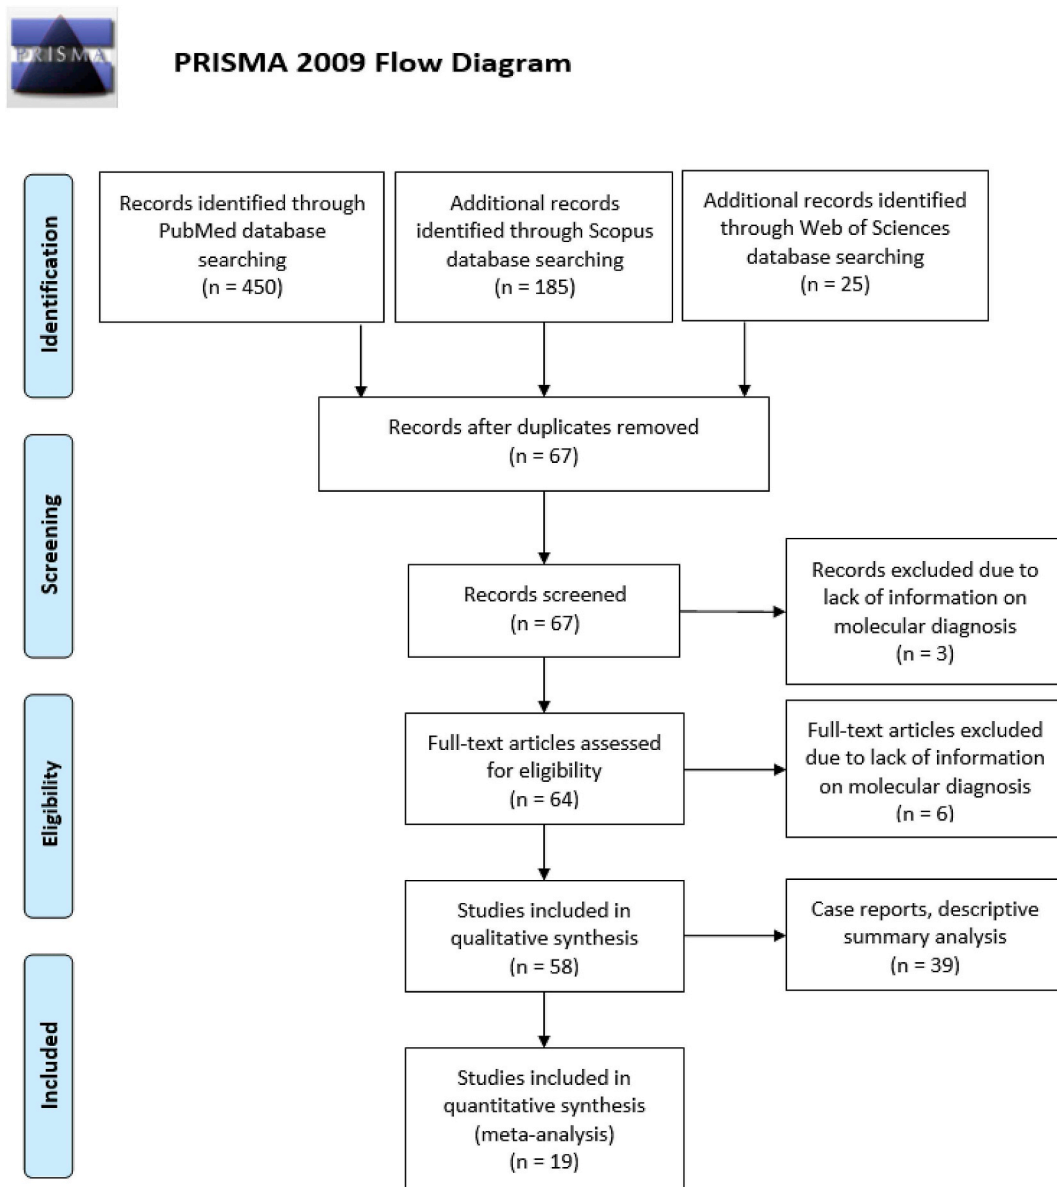 PRISMA
PRISMA 2009 Flow Diagram
Identification
Records identified through
PubMed database
searching
(n = 450)
Additional records
identified through Scopus
database searching
(n = 185)
Additional records identified
through Web of Sciences
database searching
(n = 25)
Records after duplicates removed
(n = 67)
Screening
Records screened
(n = 67)
Records excluded due to
lack of information on
molecular diagnosis
(n = 3)
Eligibility
Full-text articles assessed
for eligibility
(n = 64)
Full-text articles excluded
due to lack of information
on molecular diagnosis
(n = 6)
Studies included in
qualitative synthesis
(n = 58)
Case reports, descriptive
summary analysis
(n = 39)
Included
Studies included in
quantitative synthesis
(meta-analysis)
(n = 19)